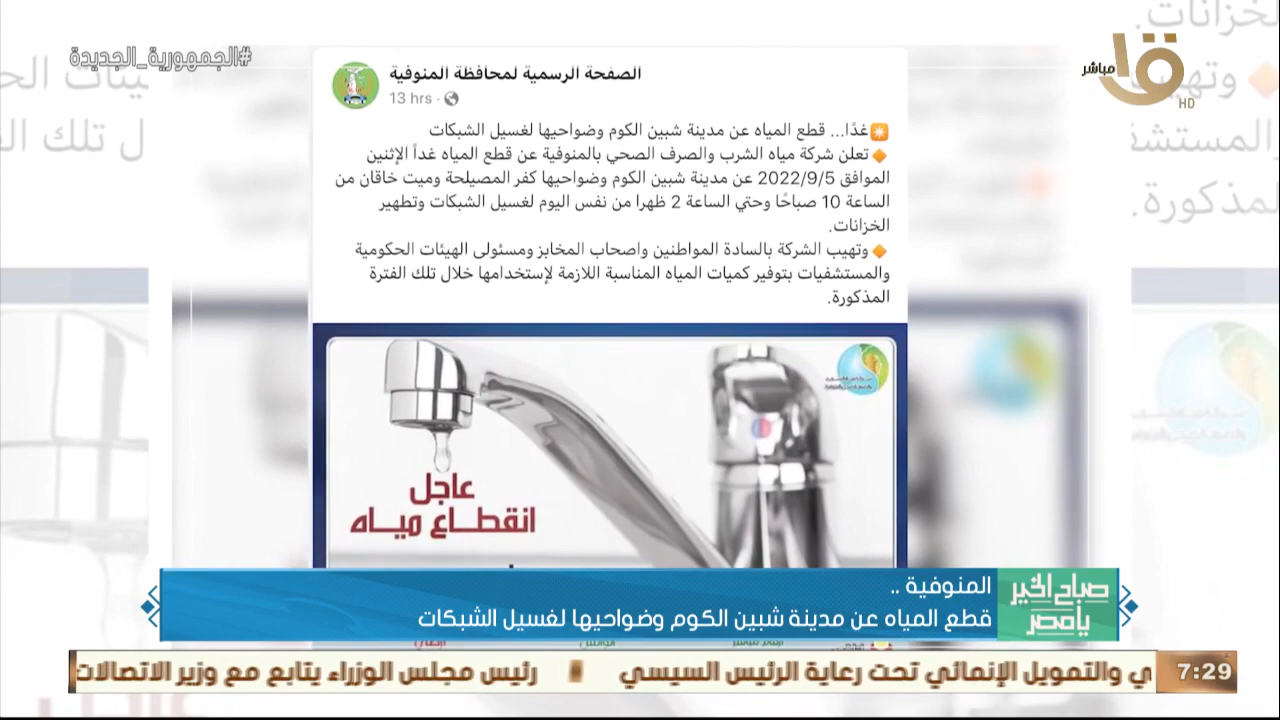 #الجمهورية_الجديدة
مباشر
HD
الصفحة الرسمية لمحافظة المنوفية
13 hrs ·
غدًا... قطع المياه عن مدينة شبين الكوم وضواحيها لغسيل الشبكات
تعلن شركة مياه الشرب والصرف الصحي بالمنوفية عن قطع المياه غداً الإثنين
الموافق 2022/9/5 عن مدينة شبين الكوم وضواحيها كفر المصيلحة وميت خاقان من
الساعة 10 صباحًا وحتي الساعة 2 ظهرا من نفس اليوم لغسيل الشبكات وتطهير
الخزانات.
وتهيب الشركة بالسادة المواطنين واصحاب المخابز ومسئولى الهيئات الحكومية
والمستشفيات بتوفير كميات المياه المناسبة اللازمة لإستخدامها خلال تلك الفترة
المذكورة.
عاجل
انقطاع مياه
صباح الخير
يا مصر
المنوفية ..
قطع المياه عن مدينة شبين الكوم وضواحيها لغسيل الشبكات
7:29
ي والتمويل الإنمائي تحت رعاية الرئيس السيسي
رئيس مجلس الوزراء يتابع مع وزير الاتصالات